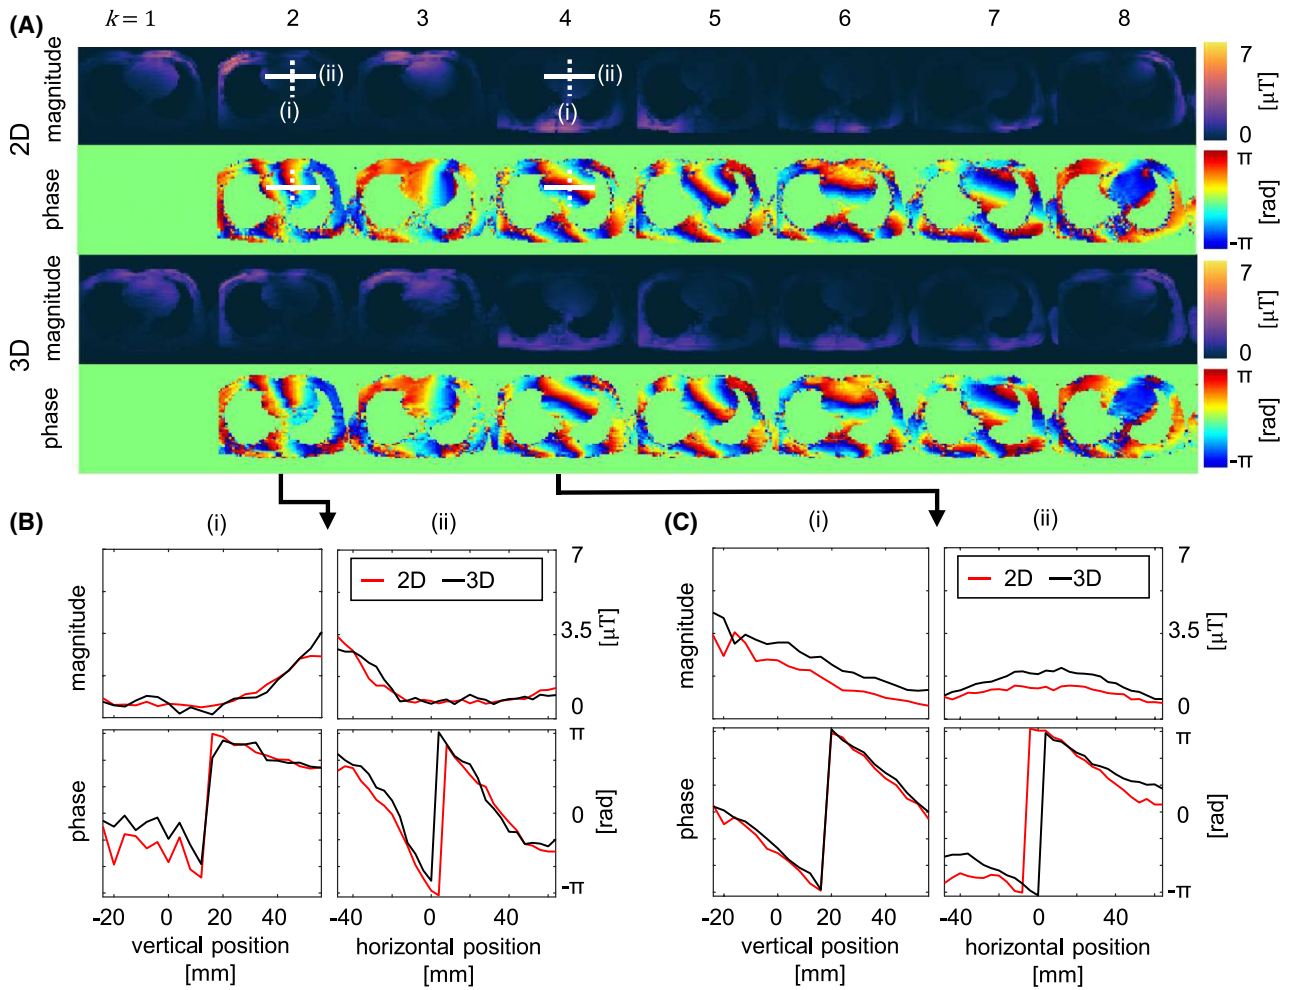 (A)
k = 1 2 3 4 5 6 7 8
2D
magnitude
(ii)
(i)
(ii)
(i)
7
[µT]
0
phase
π
[rad]
-π
3D
magnitude
7
[µT]
0
phase
π
[rad]
-π
(B)
(i)
(ii)
magnitude
2D 3D
7
3.5
[µT]
0
phase
π
0
[rad]
-π
-20 0 20 40
vertical position
[mm]
-40 0 40
horizontal position
[mm]
(C)
(i)
(ii)
magnitude
2D 3D
7
3.5
[µT]
0
phase
π
0
[rad]
-π
-20 0 20 40
vertical position
[mm]
-40 0 40
horizontal position
[mm]